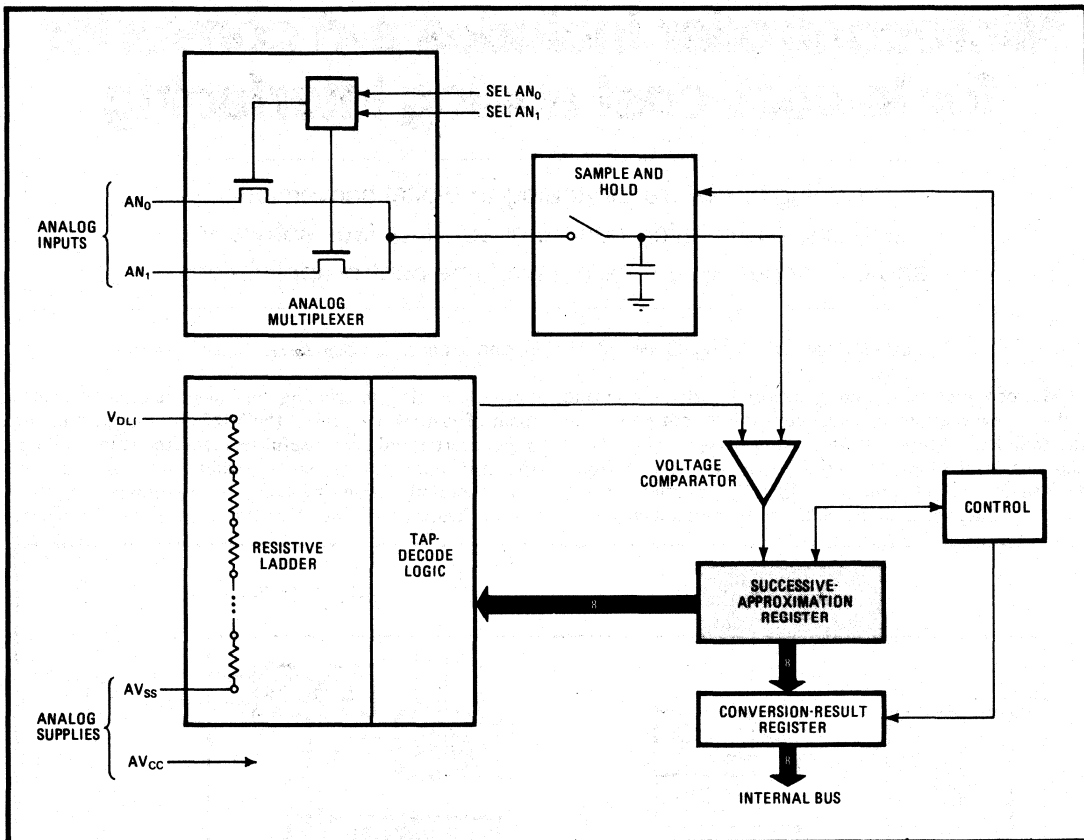 SEL AN0
SEL AN1
SAMPLE AND
HOLD
AN0
ANALOG
INPUTS
AN1
ANALOG
MULTIPLEXER
VDLI
VOLTAGE
COMPARATOR
CONTROL
RESISTIVE
LADDER
TAP-
DECODE
LOGIC
8
SUCCESSIVE-
APPROXIMATION
REGISTER
8
AVSS
ANALOG
SUPPLIES
AVCC
CONVERSION-RESULT
REGISTER
8
INTERNAL BUS